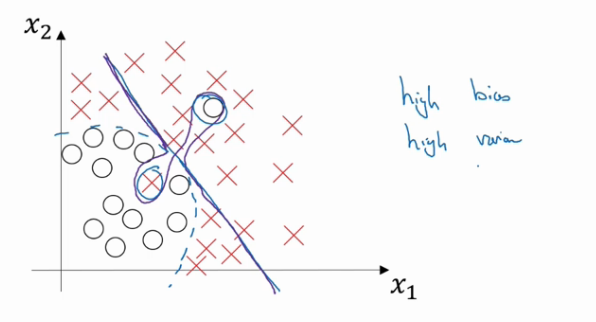 x₂
high bias
high varian
x₁